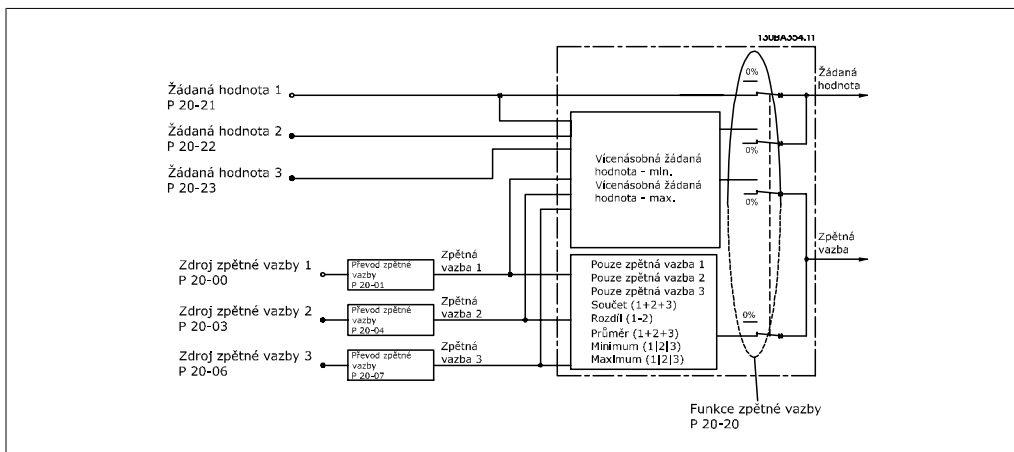 130BA354.11
Žádaná hodnota 1
P 20-21
Žádaná hodnota 2
P 20-22
Žádaná hodnota 3
P 20-23
0%
Žádaná
hodnota
0%
0%
Vícenásobná žádaná
hodnota - min.
Vícenásobná žádaná
hodnota - max.
Zpětná
vazba
Zdroj zpětné vazby 1
P 20-00
Převod zpětné
vazby
P 20-01
Zpětná
vazba 1
Zdroj zpětné vazby 2
P 20-03
Převod zpětné
vazby
P 20-04
Zpětná
vazba 2
Zdroj zpětné vazby 3
P 20-06
Převod zpětné
vazby
P 20-07
Zpětná
vazba 3
Pouze zpětná vazba 1
Pouze zpětná vazba 2
Pouze zpětná vazba 3
Součet (1+2+3)
Rozdíl (1-2)
Průměr (1+2+3)
Minimum (1|2|3)
Maximum (1|2|3)
0%
Funkce zpětné vazby
P 20-20